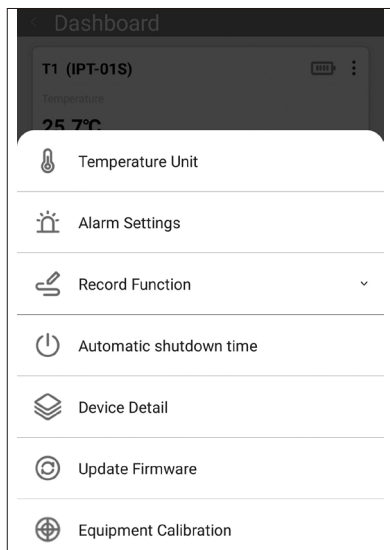 Dashboard
T1 (IPT-01S)
Temperature
25.7°C
Temperature Unit
Alarm Settings
Record Function
Automatic shutdown time
Device Detail
Update Firmware
Equipment Calibration